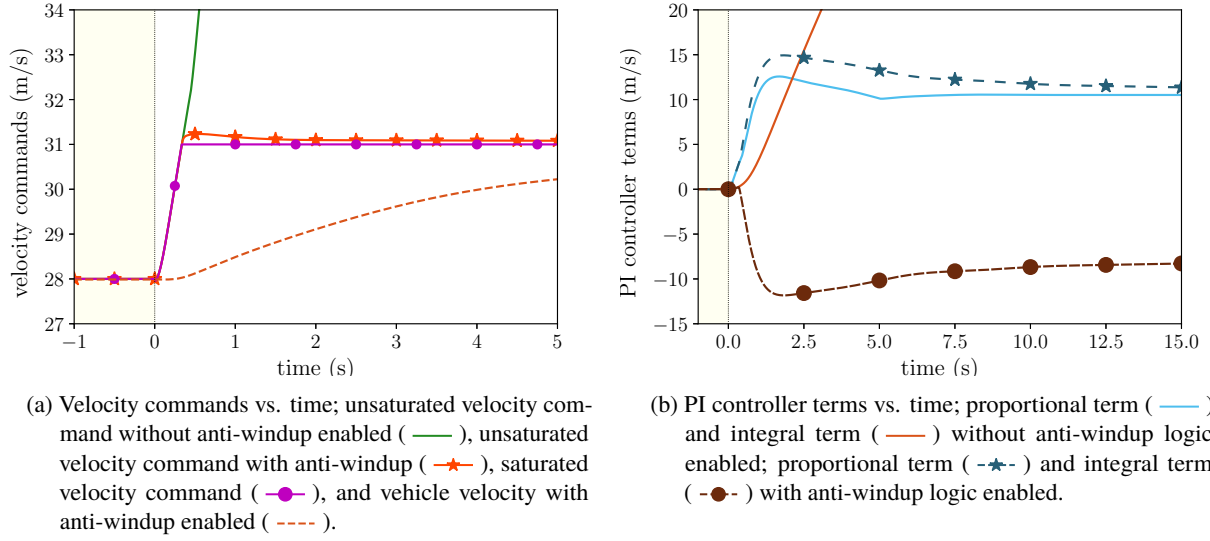 34
33
32
31
30
29
28
27
velocity commands (m/s)
−1
0
1
2
3
4
5
time (s)
20
15
10
5
0
−5
−10
−15
PI controller terms (m/s)
0.0
2.5
5.0
7.5
10.0
12.5
15.0
time (s)
(a) Velocity commands vs. time; unsaturated velocity com-
mand without anti-windup enabled ( ), unsaturated
velocity command with anti-windup ( ), saturated
velocity command ( ), and vehicle velocity with
anti-windup enabled ( ).
(b) PI controller terms vs. time; proportional term ( )
and integral term ( ) without anti-windup logic
enabled; proportional term ( ) and integral term
( ) with anti-windup logic enabled.